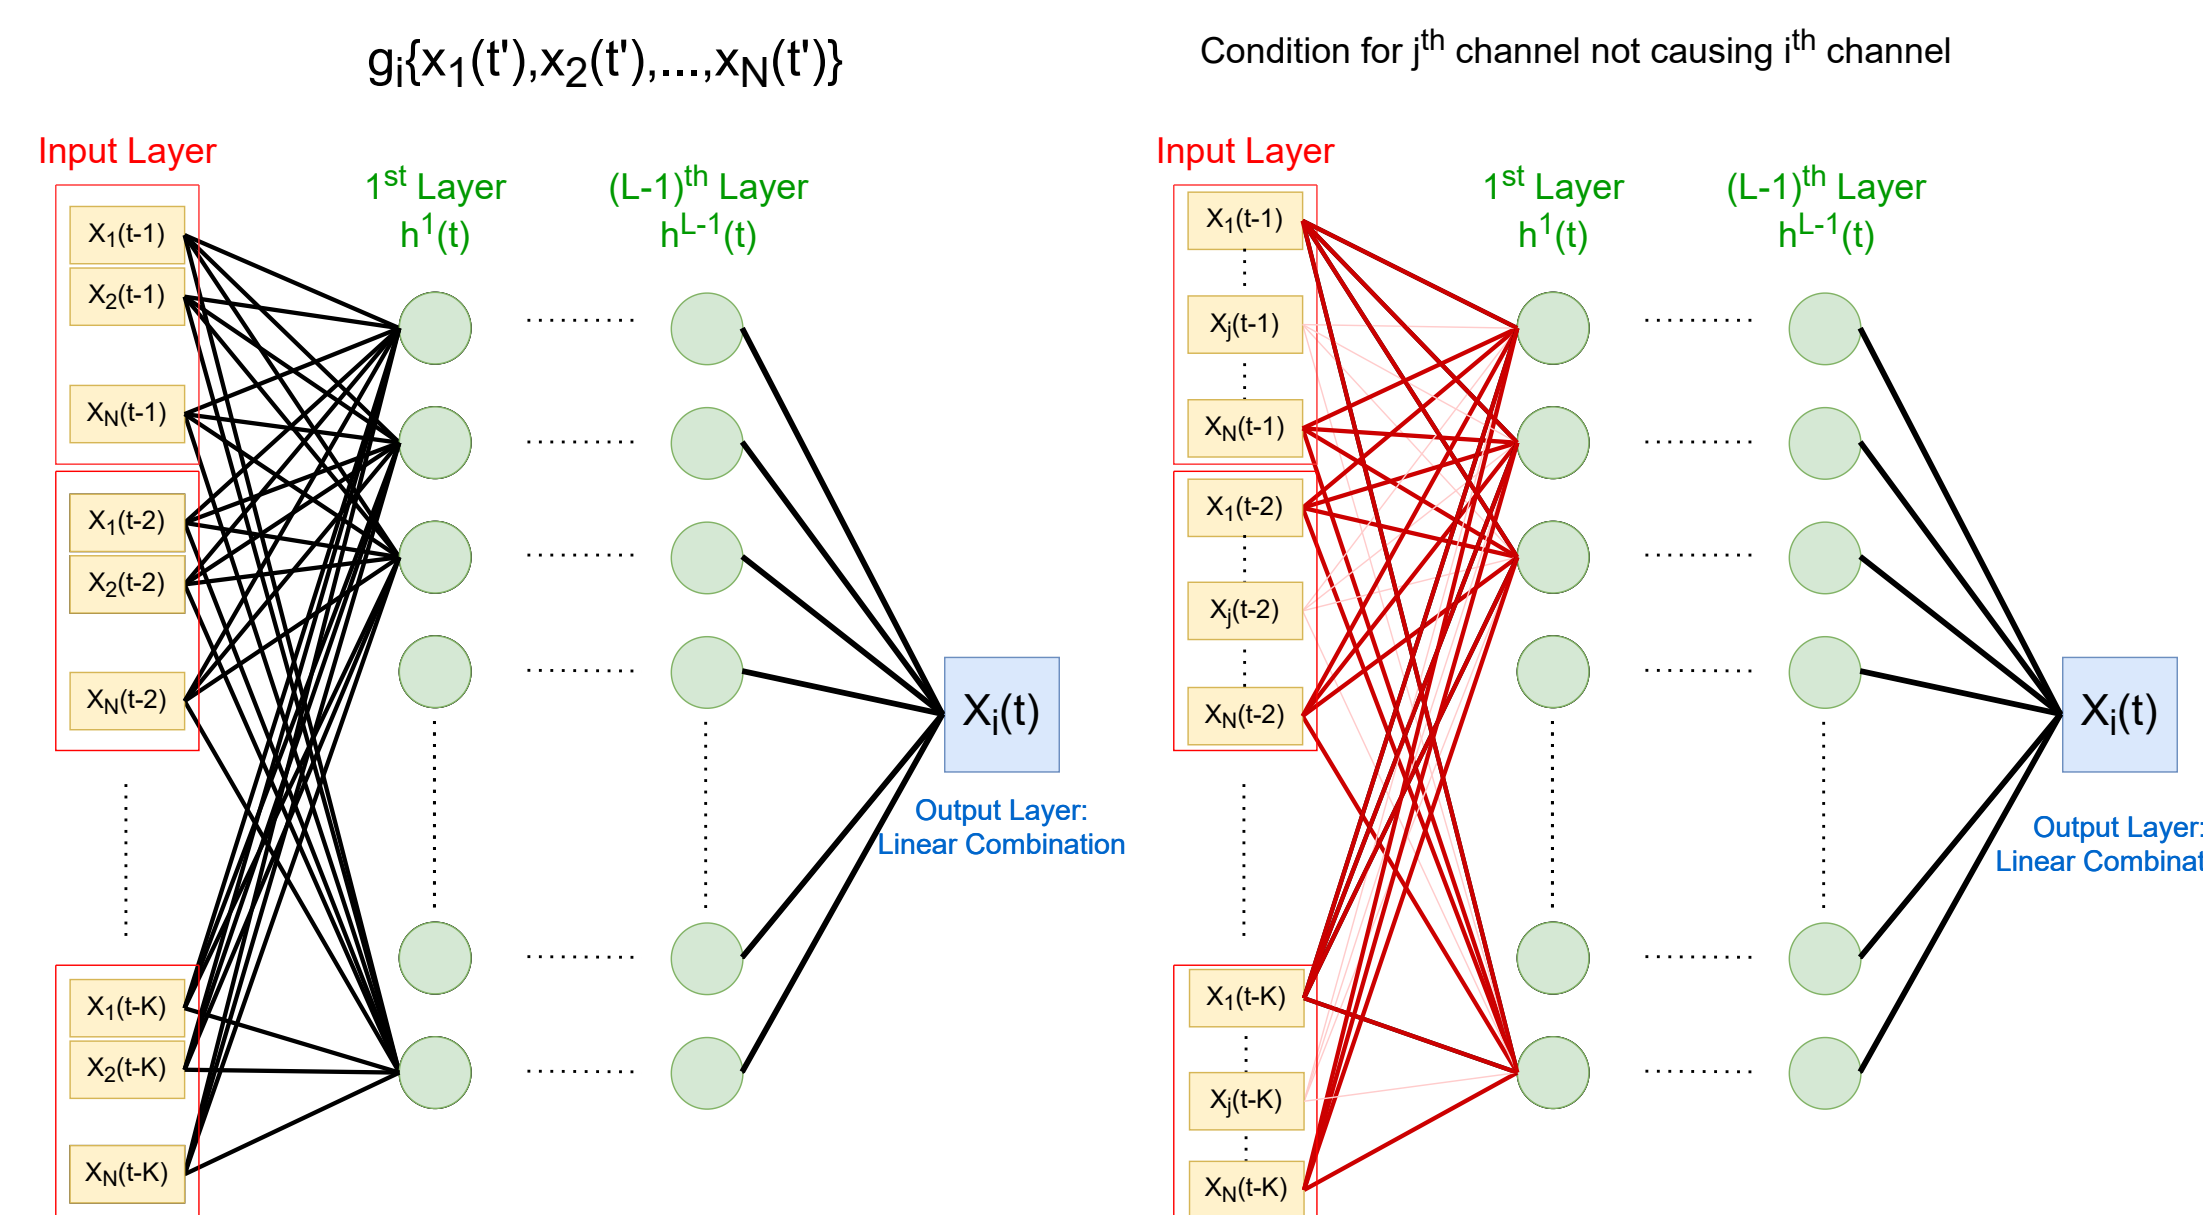 gi{x1(t'),x2(t'),...,xN(t')}
Input Layer
1st Layer
h1(t)
(L-1)th Layer
hL-1(t)
X1(t-1)
X2(t-1)
XN(t-1)
X1(t-2)
X2(t-2)
XN(t-2)
X1(t-K)
X2(t-K)
XN(t-K)
Xi(t)
Output Layer:
Linear Combination
Condition for jth channel not causing ith channel
Input Layer
1st Layer
h1(t)
(L-1)th Layer
hL-1(t)
X1(t-1)
Xj(t-1)
XN(t-1)
X1(t-2)
Xj(t-2)
XN(t-2)
X1(t-K)
Xj(t-K)
XN(t-K)
Xi(t)
Output Layer:
Linear Combinat